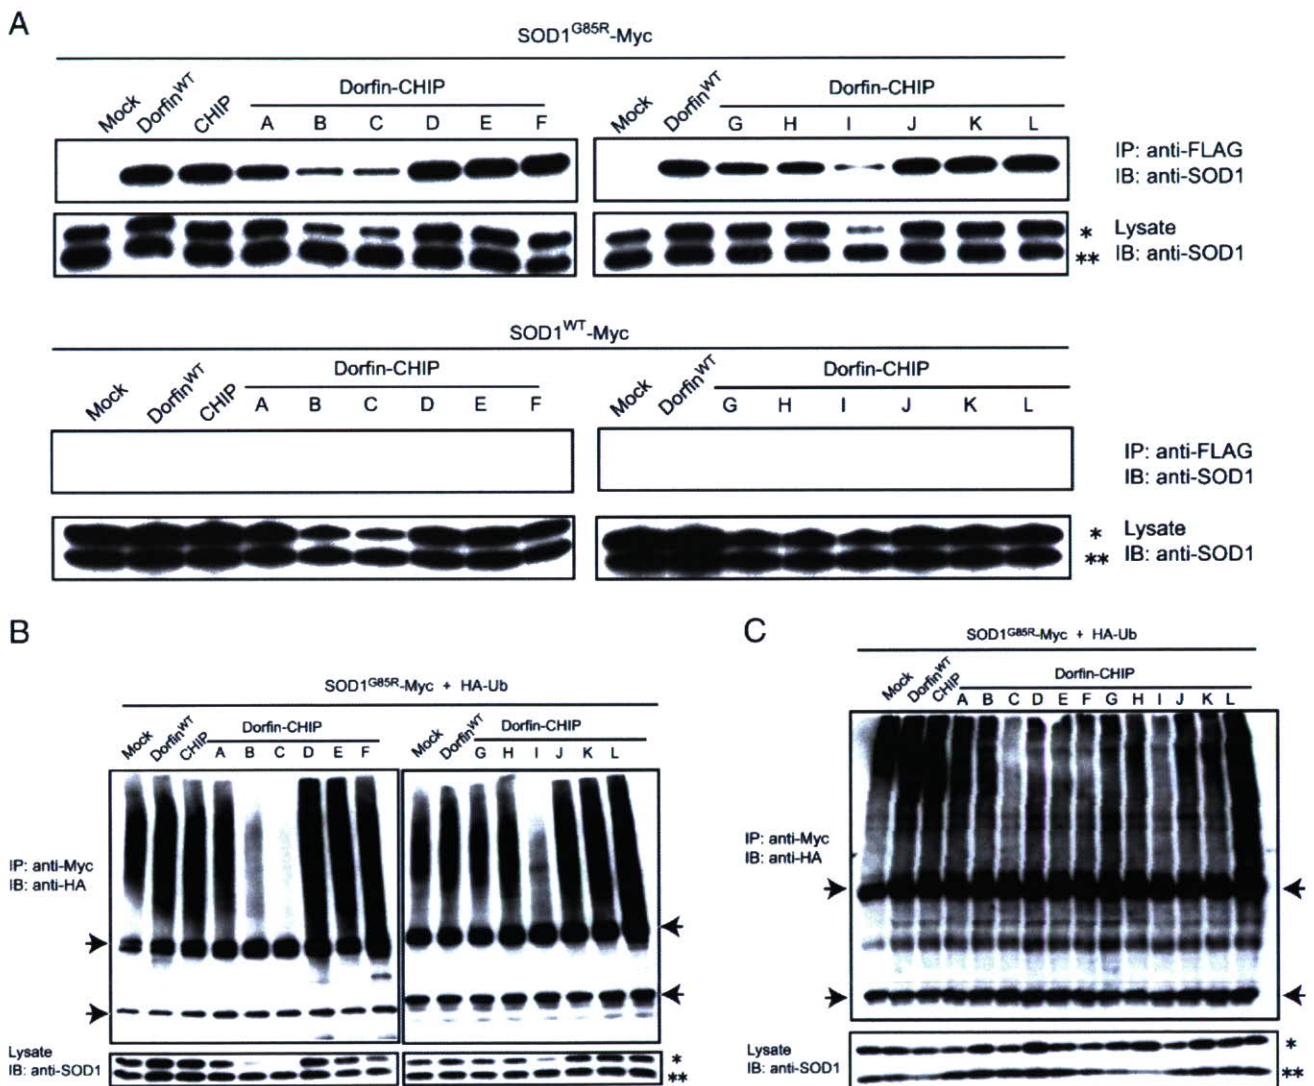 A
SOD1G85R-Myc
Mock DorfinWT CHIP Dorfin-CHIP
A B C D E F
Mock DorfinWT Dorfin-CHIP
G H I J K L
IP: anti-FLAG
IB: anti-SOD1
* Lysate
** IB: anti-SOD1
SOD1WT-Myc
Mock DorfinWT CHIP Dorfin-CHIP
A B C D E F
Mock DorfinWT Dorfin-CHIP
G H I J K L
IP: anti-FLAG
IB: anti-SOD1
* Lysate
** IB: anti-SOD1
B
SOD1G85R-Myc + HA-Ub
Mock DorfinWT CHIP Dorfin-CHIP
A B C D E F
Mock DorfinWT Dorfin-CHIP
G H I J K L
IP: anti-Myc
IB: anti-HA
Lysate *
IB: anti-SOD1 **
C
SOD1G85R-Myc + HA-Ub
Mock DorfinWT CHIP Dorfin-CHIP
A B C D E F G H I J K L
IP: anti-Myc
IB: anti-HA
Lysate *
IB: anti-SOD1 **